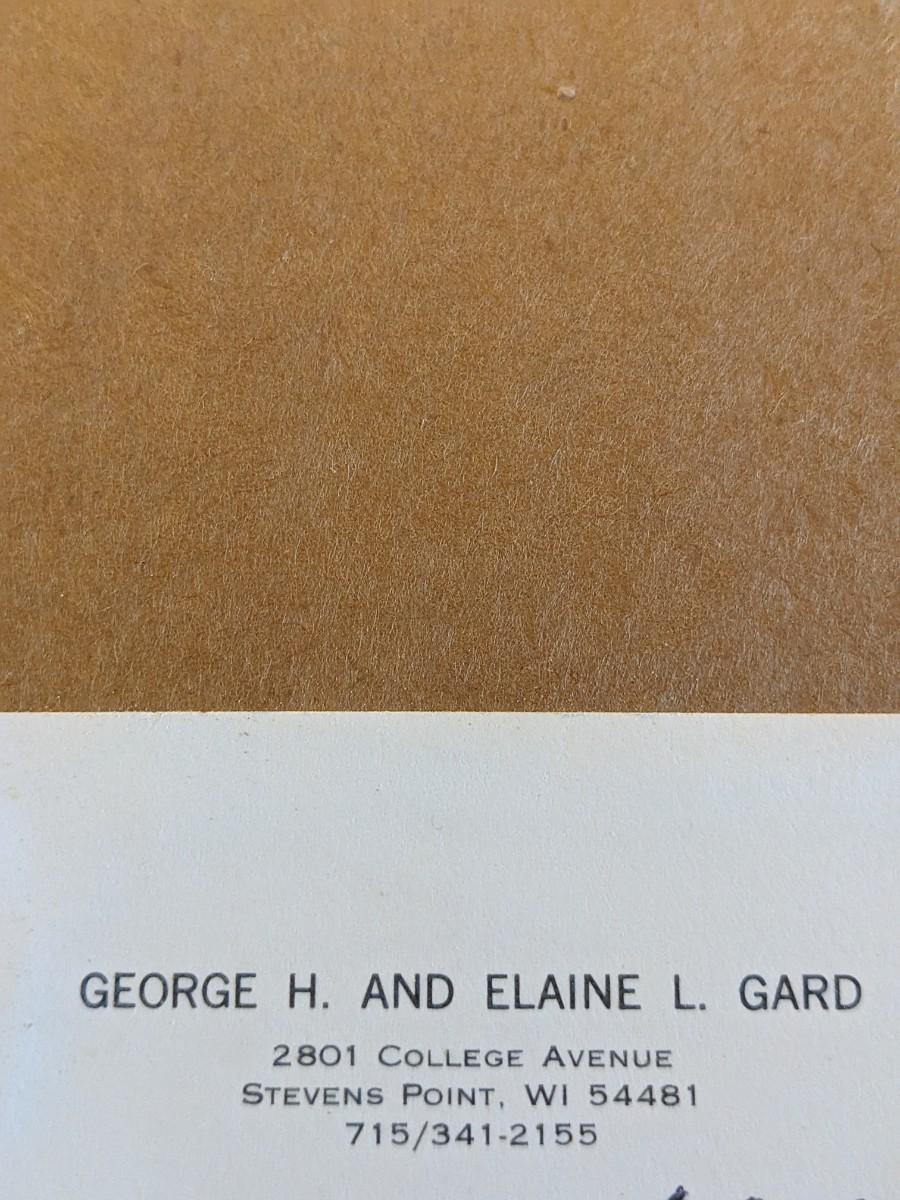 GEORGE H. AND ELAINE L. GARD
2801 COLLEGE AVENUE
STEVENS POINT, WI 54481
715/341-2155